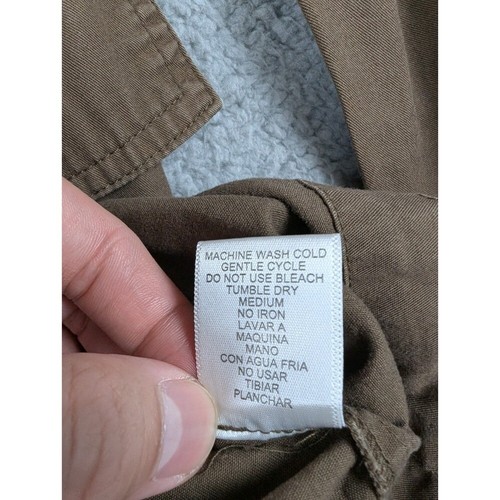 MACHINE WASH COLD
GENTLE CYCLE
DO NOT USE BLEACH
TUMBLE DRY
MEDIUM
NO IRON
LAVAR A
MAQUINA
MANO
CON AGUA FRIA
NO USAR
TIBIAR
PLANCHAR